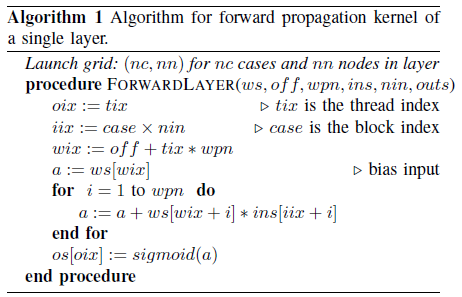 Algorithm 1 Algorithm for forward propagation kernel of
a single layer.
Launch grid: (nc, nn) for nc cases and nn nodes in layer
procedure FORWARDLAYER(ws, off, wpn, ins, nin, outs)
oix := tix ▷ tix is the thread index
iix := case × nin ▷ case is the block index
wix := off + tix ∗ wpn
a := ws[wix] ▷ bias input
for i = 1 to wpn do
a := a + ws[wix + i] ∗ ins[iix + i]
end for
os[oix] := sigmoid(a)
end procedure